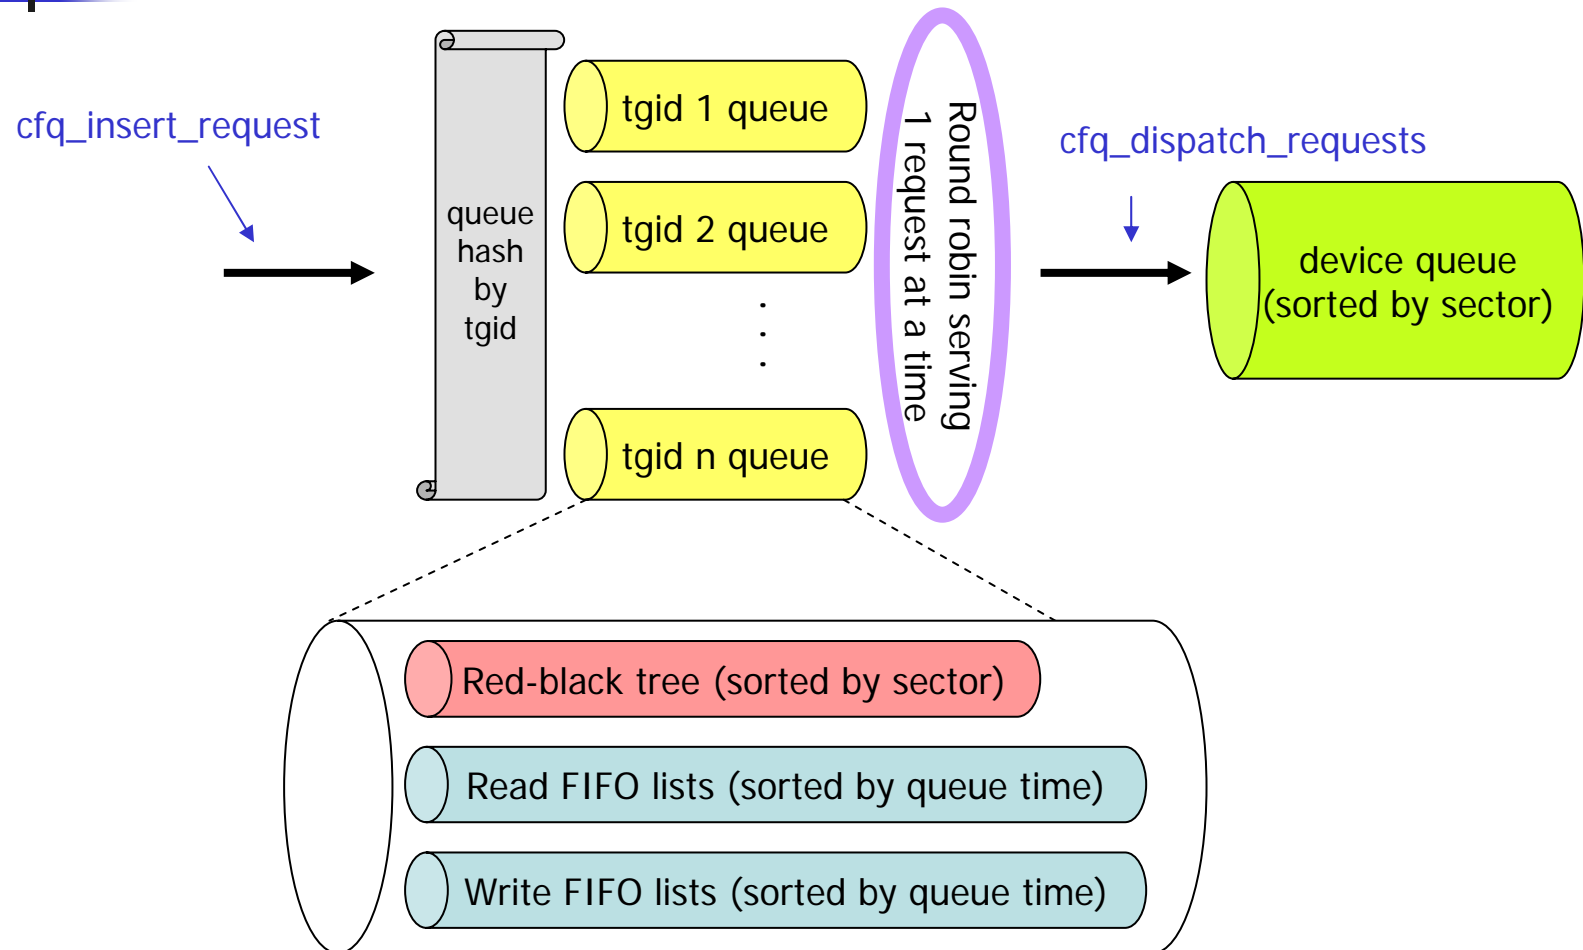 cfq_insert_request
queue
hash
by
tgid
tgid 1 queue
tgid 2 queue
.
.
.
tgid n queue
Round robin serving
1 request at a time
cfq_dispatch_requests
device queue
(sorted by sector)
Red-black tree (sorted by sector)
Read FIFO lists (sorted by queue time)
Write FIFO lists (sorted by queue time)